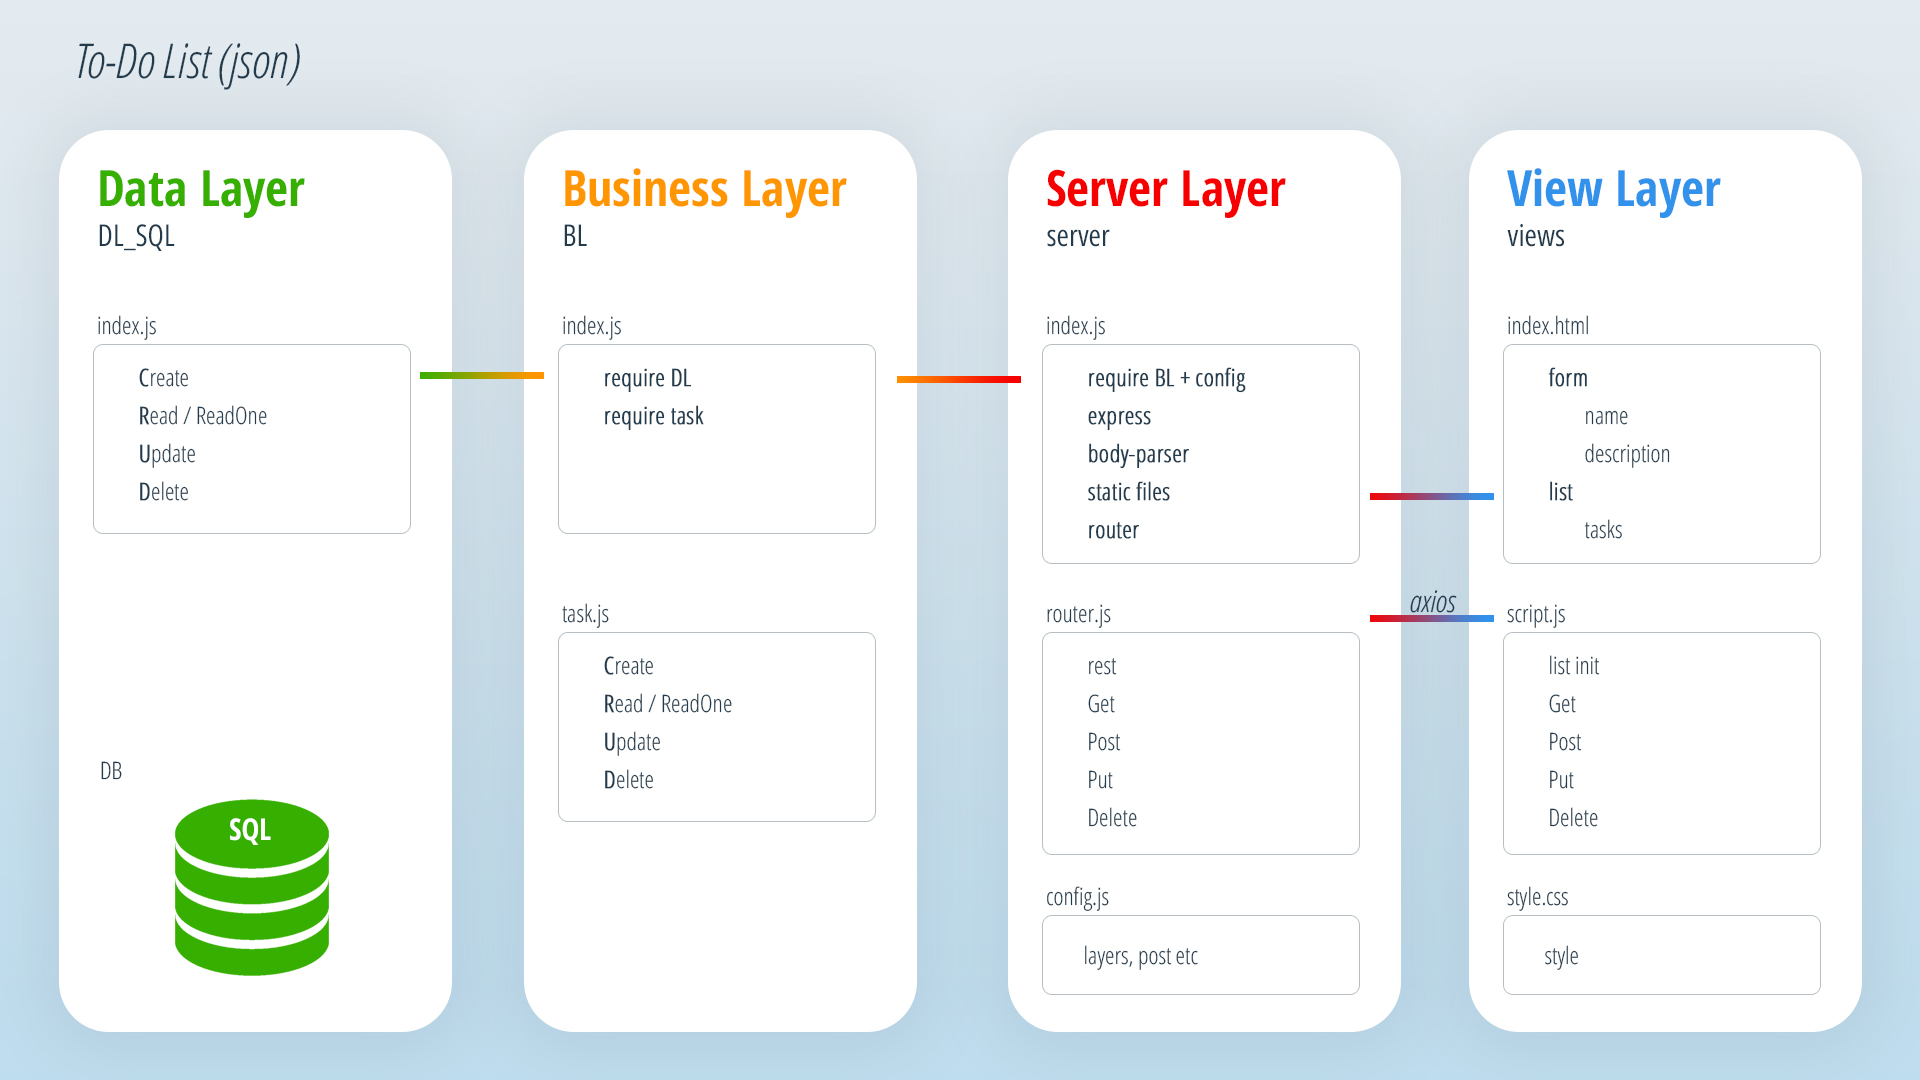 To-Do List (json)
Data Layer
DL_SQL
index.js
Create
Read / ReadOne
Update
Delete
DB
SQL
Business Layer
BL
index.js
require DL
require task
task.js
Create
Read / ReadOne
Update
Delete
Server Layer
server
index.js
require BL + config
express
body-parser
static files
router
router.js
rest
Get
Post
Put
Delete
config.js
layers, post etc
axios
View Layer
views
index.html
form
name
description
list
tasks
script.js
list init
Get
Post
Put
Delete
style.css
style